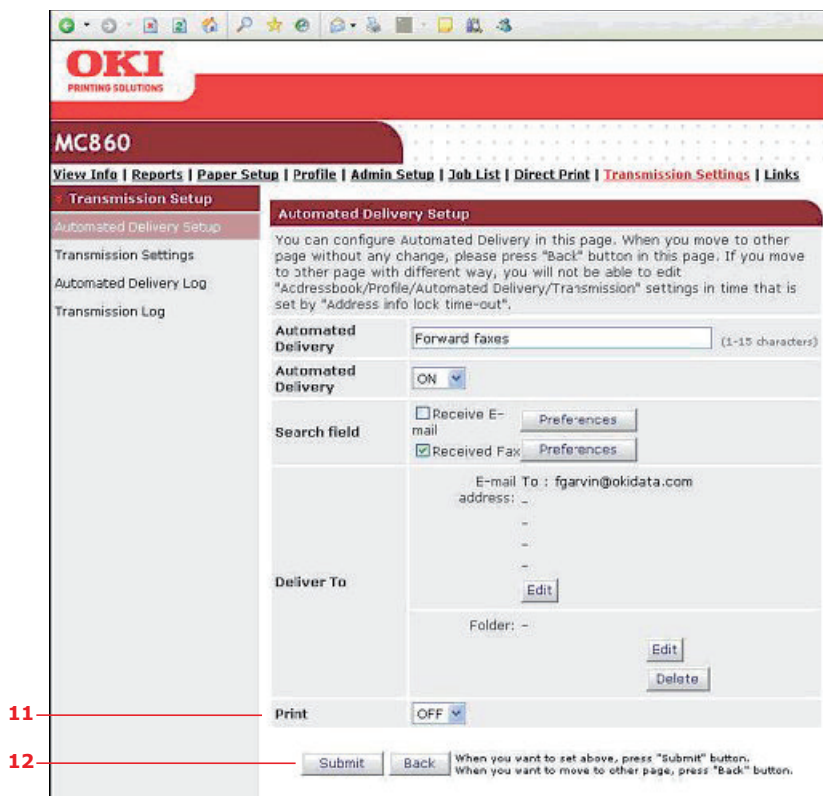 OKI
PRINTING SOLUTIONS
MC860
View Info | Reports | Paper Setup | Profile | Admin Setup | Job List | Direct Print | Transmission Settings | Links
Transmission Setup
Automated Delivery Setup
Transmission Settings
Automated Delivery Log
Transmission Log
Automated Delivery Setup
You can configure Automated Delivery in this page. When you move to other
page without any change, please press "Back" button in this page. If you move
to other page with different way, you will not be able to edit
"Addressbook/Profile/Automated Delivery/Transmission" settings in time that is
set by "Address info lock time-out".
Automated
Delivery
Forward faxes
(1-15 characters)
Automated
Delivery
ON
Search field
Receive E-
mail
Preferences
Received Fax
Preferences
Deliver To
E-mail To : fgarvin@okidata.com
address: -
-
-
-
Edit
Folder: -
Edit
Delete
11
Print
OFF
12
Submit
Back
When you want to set above, press "Submit" button.
When you want to move to other page, press "Back" button.